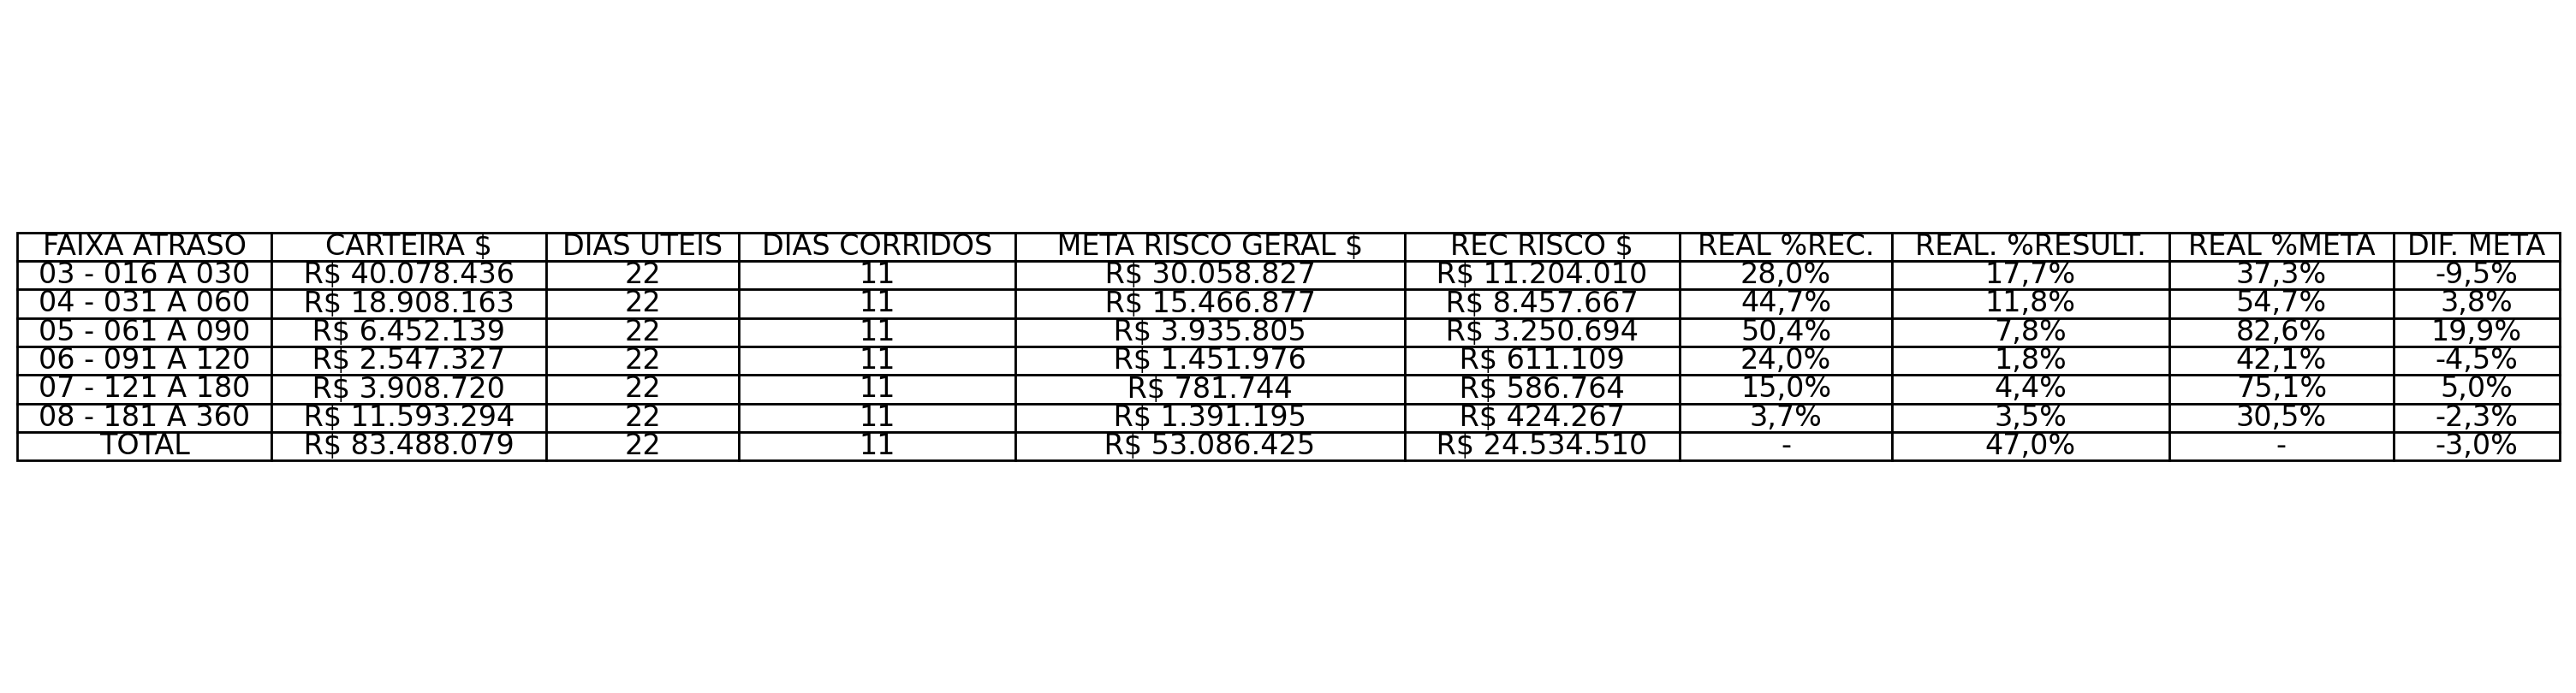 FAIXA ATRASO CARTEIRA $ DIAS UTEIS DIAS CORRIDOS META RISCO GERAL $ REC RISCO $ REAL %REC. REAL. %RESULT. REAL %META DIF. META
03 - 016 A 030 R$ 40.078.436 22 11 R$ 30.058.827 R$ 11.204.010 28,0% 17,7% 37,3% -9,5%
04 - 031 A 060 R$ 18.908.163 22 11 R$ 15.466.877 R$ 8.457.667 44,7% 11,8% 54,7% 3,8%
05 - 061 A 090 R$ 6.452.139 22 11 R$ 3.935.805 R$ 3.250.694 50,4% 7,8% 82,6% 19,9%
06 - 091 A 120 R$ 2.547.327 22 11 R$ 1.451.976 R$ 611.109 24,0% 1,8% 42,1% -4,5%
07 - 121 A 180 R$ 3.908.720 22 11 R$ 781.744 R$ 586.764 15,0% 4,4% 75,1% 5,0%
08 - 181 A 360 R$ 11.593.294 22 11 R$ 1.391.195 R$ 424.267 3,7% 3,5% 30,5% -2,3%
TOTAL R$ 83.488.079 22 11 R$ 53.086.425 R$ 24.534.510 - 47,0% - -3,0%